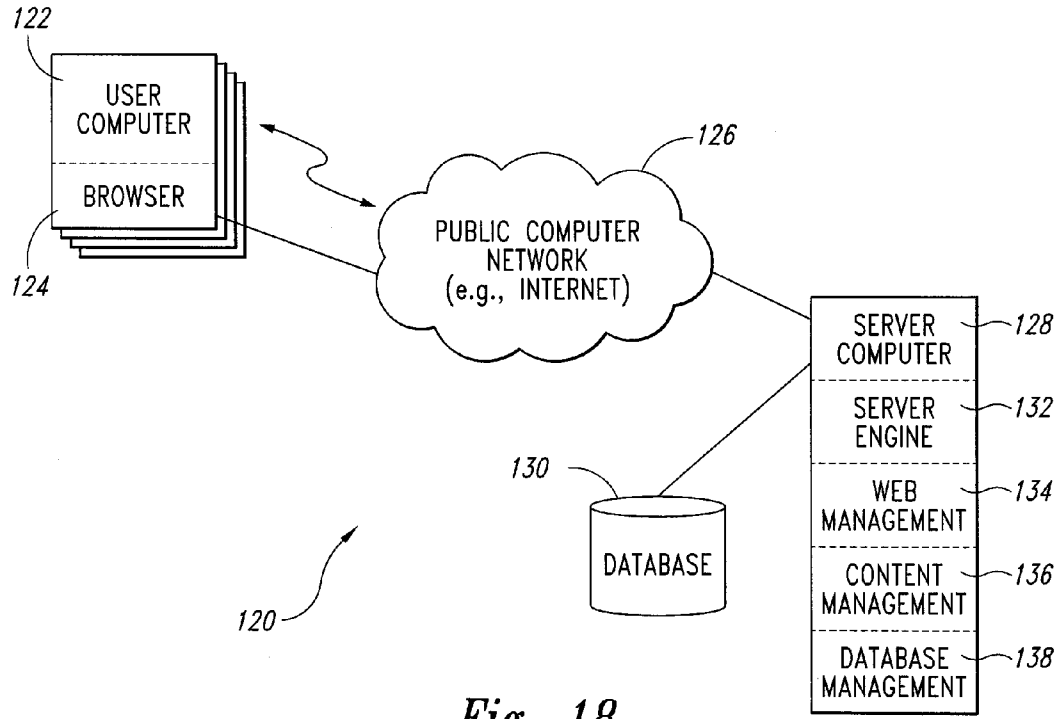 122
USER
COMPUTER
BROWSER
124
126
PUBLIC COMPUTER
NETWORK
(e.g., INTERNET)
SERVER
COMPUTER
128
SERVER
ENGINE
132
130
WEB
MANAGEMENT
134
DATABASE
CONTENT
MANAGEMENT
136
120
DATABASE
MANAGEMENT
138
Fig. 18